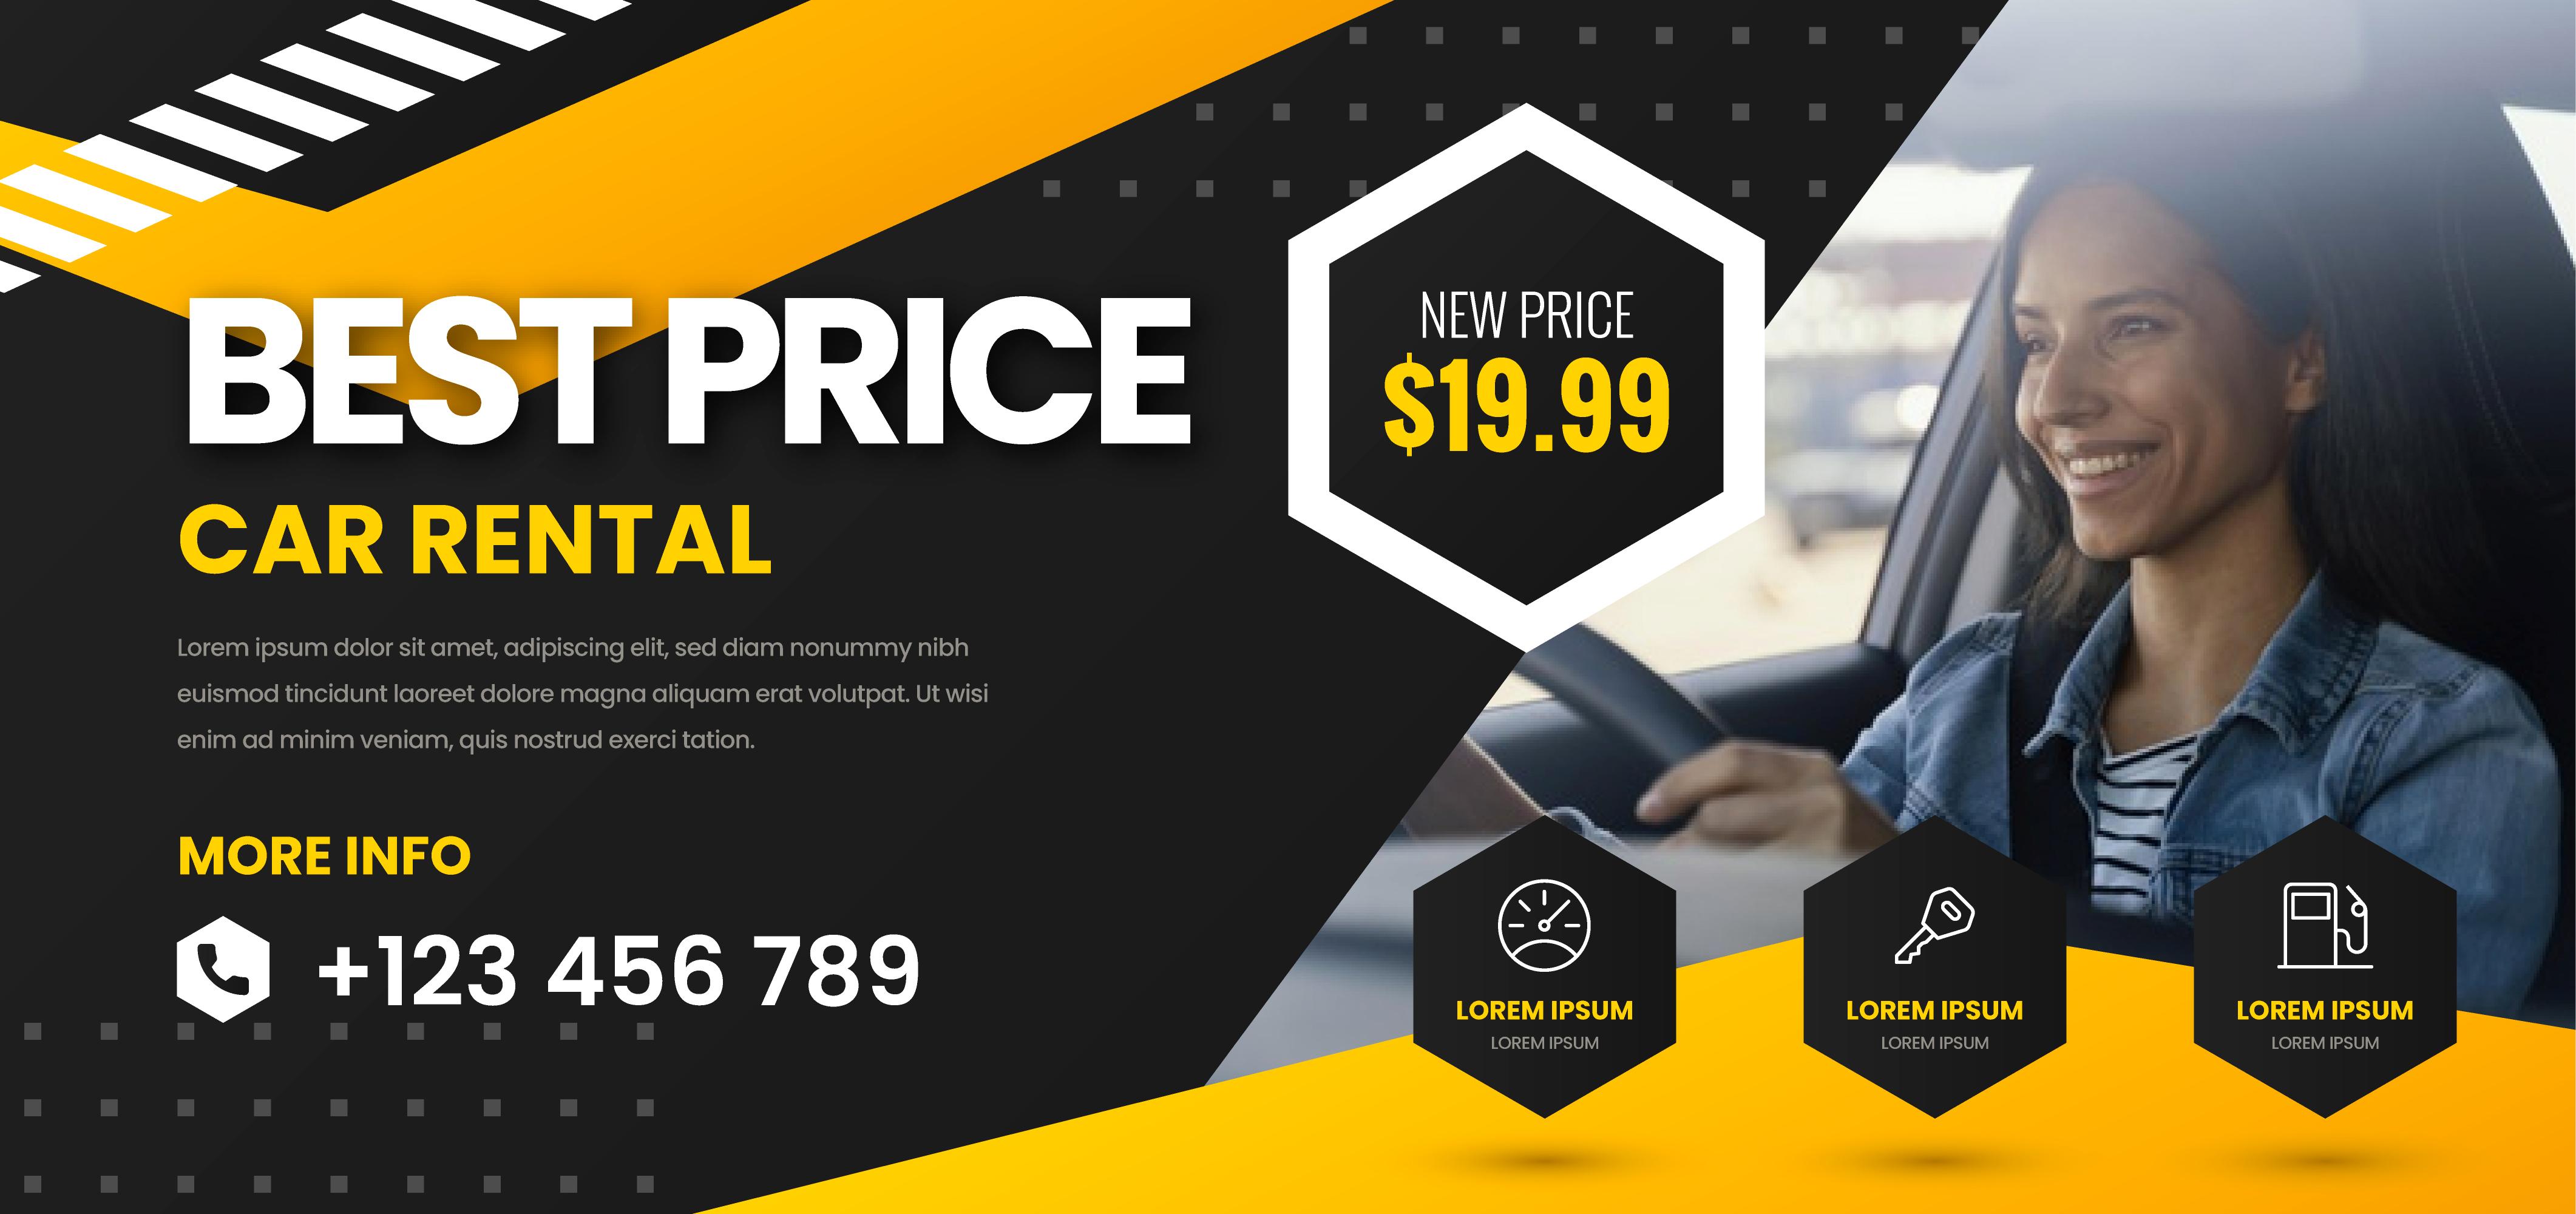 BEST PRICE
CAR RENTAL
Lorem ipsum dolor sit amet, adipiscing elit, sed diam nonummy nibh
euismod tincidunt laoreet dolore magna aliquam erat volutpat. Ut wisi
enim ad minim veniam, quis nostrud exerci tation.
MORE INFO
+123 456 789
NEW PRICE
$19.99
LOREM IPSUM
LOREM IPSUM
LOREM IPSUM
LOREM IPSUM
LOREM IPSUM
LOREM IPSUM